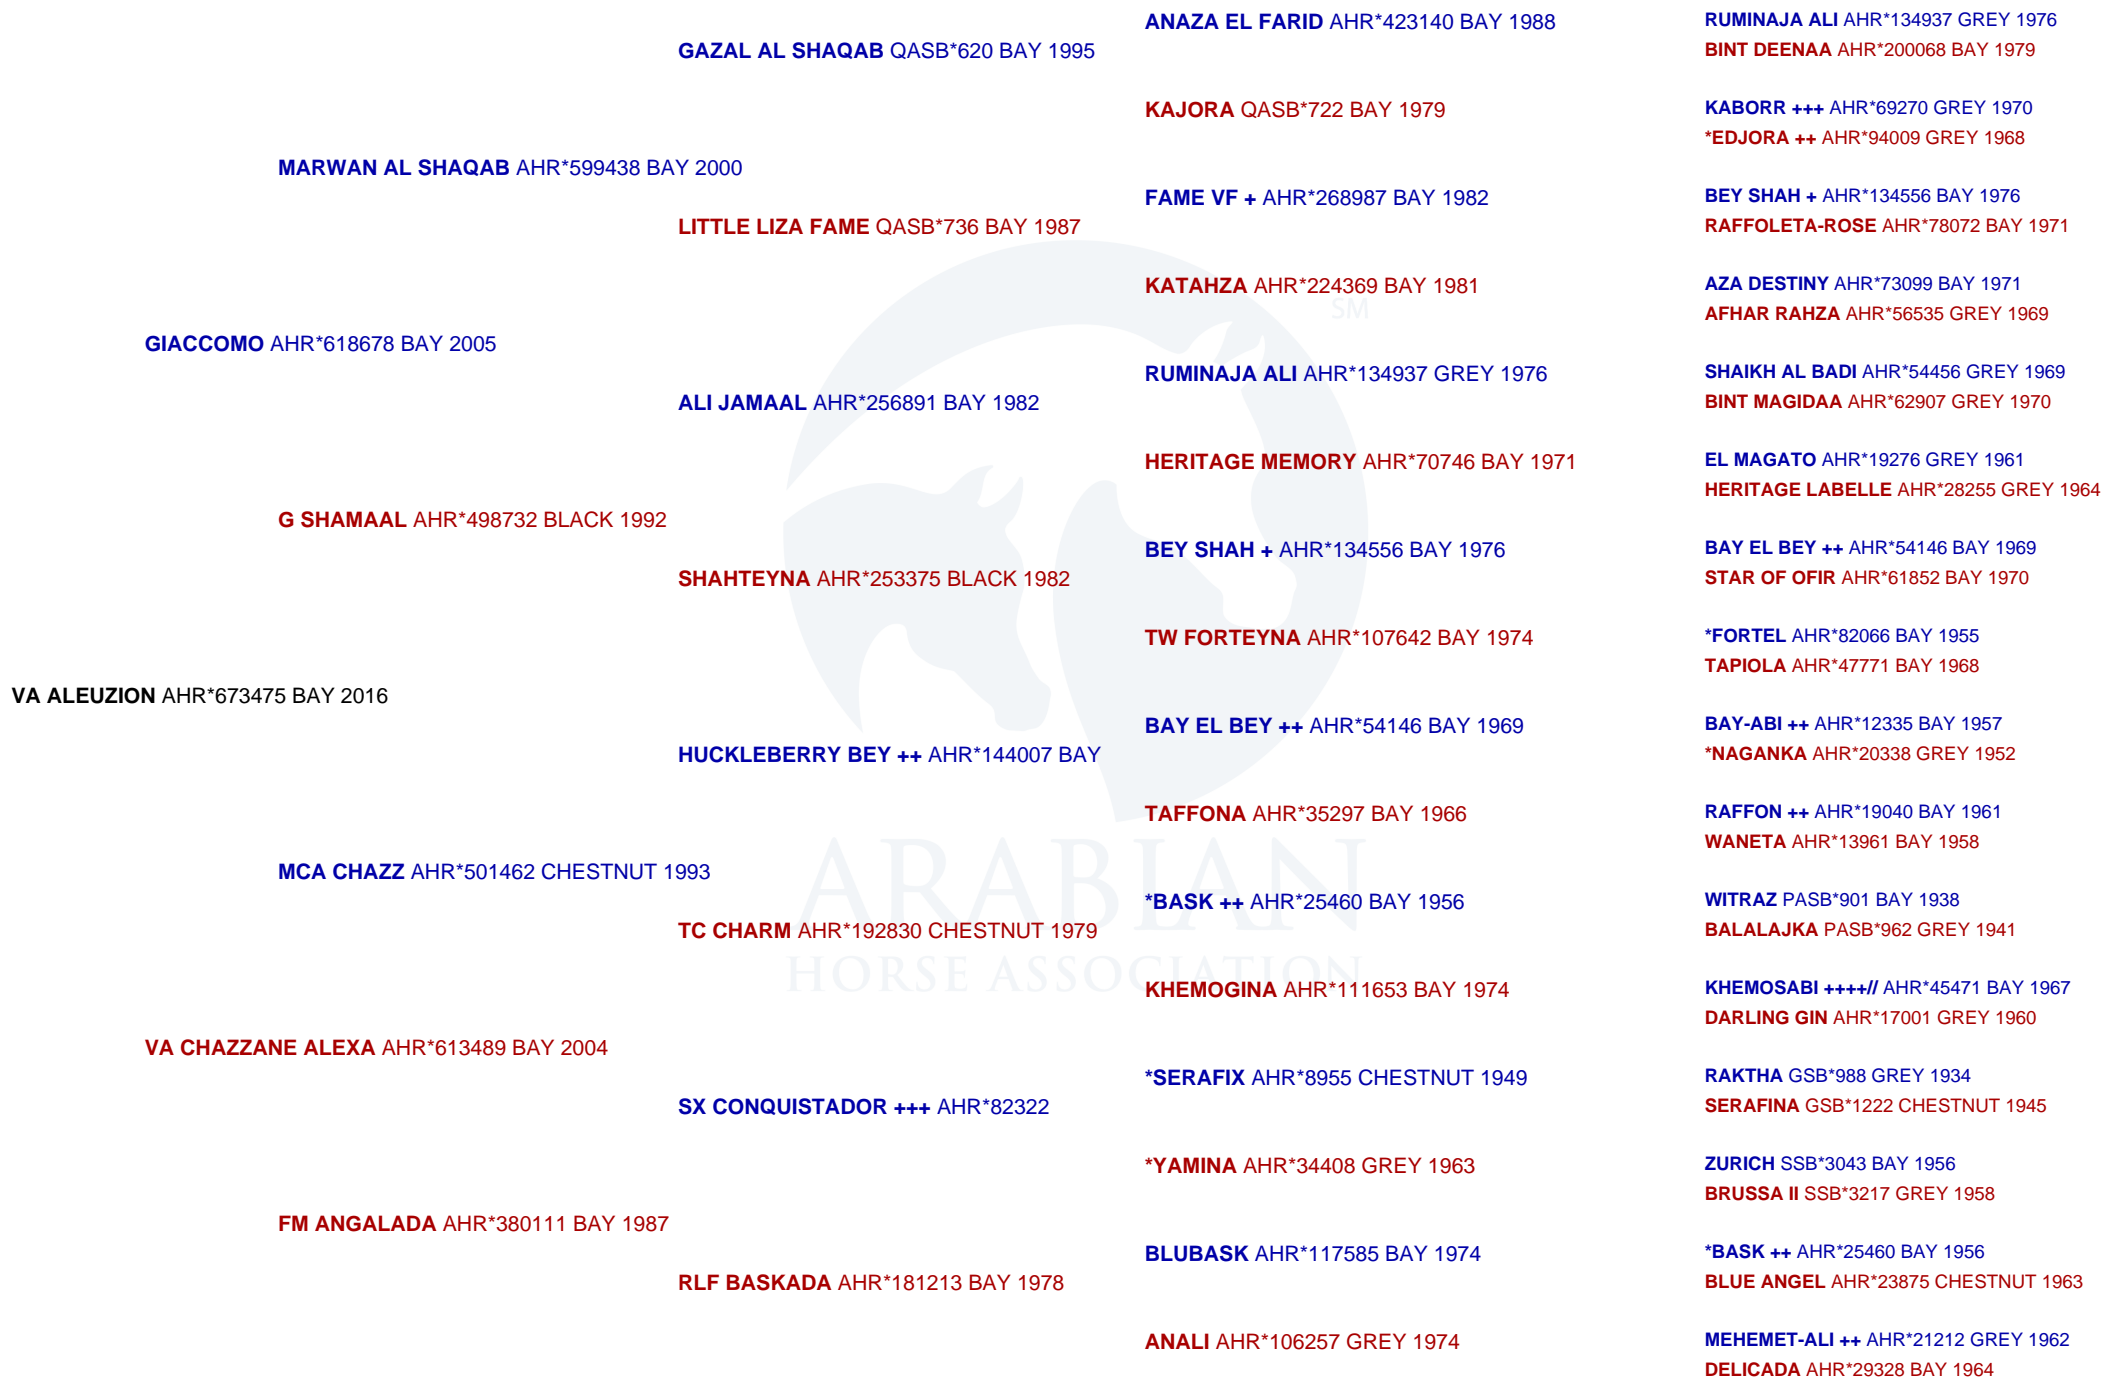 ANAZA EL FARID AHR*423140 BAY 1988
RUMINAJA ALI AHR*134937 GREY 1976
GAZAL AL SHAQAB QASB*620 BAY 1995
BINT DEENAA AHR*200068 BAY 1979
KAJORA QASB*722 BAY 1979
KABORR +++ AHR*69270 GREY 1970
*EDJORA ++ AHR*94009 GREY 1968
MARWAN AL SHAQAB AHR*599438 BAY 2000
FAME VF + AHR*268987 BAY 1982
BEY SHAH + AHR*134556 BAY 1976
LITTLE LIZA FAME QASB*736 BAY 1987
RAFFOLETA-ROSE AHR*78072 BAY 1971
KATAHZA AHR*224369 BAY 1981
AZA DESTINY AHR*73099 BAY 1971
SM
AFHAR RAHZA AHR*56535 GREY 1969
GIACCOMO AHR*618678 BAY 2005
RUMINAJA ALI AHR*134937 GREY 1976
SHAIKH AL BADI AHR*54456 GREY 1969
ALI JAMAAL AHR*256891 BAY 1982
BINT MAGIDAA AHR*62907 GREY 1970
HERITAGE MEMORY AHR*70746 BAY 1971
EL MAGATO AHR*19276 GREY 1961
HERITAGE LABELLE AHR*28255 GREY 1964
G SHAMAAL AHR*498732 BLACK 1992
BEY SHAH + AHR*134556 BAY 1976
BAY EL BEY ++ AHR*54146 BAY 1969
SHAHTEYNA AHR*253375 BLACK 1982
STAR OF OFIR AHR*61852 BAY 1970
TW FORTEYNA AHR*107642 BAY 1974
*FORTEL AHR*82066 BAY 1955
TAPIOLA AHR*47771 BAY 1968
VA ALEUZION AHR*673475 BAY 2016
BAY EL BEY ++ AHR*54146 BAY 1969
BAY-ABI ++ AHR*12335 BAY 1957
HUCKLEBERRY BEY ++ AHR*144007 BAY
*NAGANKA AHR*20338 GREY 1952
TAFFONA AHR*35297 BAY 1966
RAFFON ++ AHR*19040 BAY 1961
WANETA AHR*13961 BAY 1958
MCA CHAZZ AHR*501462 CHESTNUT 1993
ARABIAN
*BASK ++ AHR*25460 BAY 1956
WITRAZ PASB*901 BAY 1938
TC CHARM AHR*192830 CHESTNUT 1979
BALALAJKA PASB*962 GREY 1941
HORSE ASSOCIATION
KHEMOGINA AHR*111653 BAY 1974
KHEMOSABI ++++// AHR*45471 BAY 1967
DARLING GIN AHR*17001 GREY 1960
VA CHAZZANE ALEXA AHR*613489 BAY 2004
*SERAFIX AHR*8955 CHESTNUT 1949
RAKTHA GSB*988 GREY 1934
SX CONQUISTADOR +++ AHR*82322
SERAFINA GSB*1222 CHESTNUT 1945
*YAMINA AHR*34408 GREY 1963
ZURICH SSB*3043 BAY 1956
BRUSSA II SSB*3217 GREY 1958
FM ANGALADA AHR*380111 BAY 1987
BLUBASK AHR*117585 BAY 1974
*BASK ++ AHR*25460 BAY 1956
RLF BASKADA AHR*181213 BAY 1978
BLUE ANGEL AHR*23875 CHESTNUT 1963
ANALI AHR*106257 GREY 1974
MEHEMET-ALI ++ AHR*21212 GREY 1962
DELICADA AHR*29328 BAY 1964